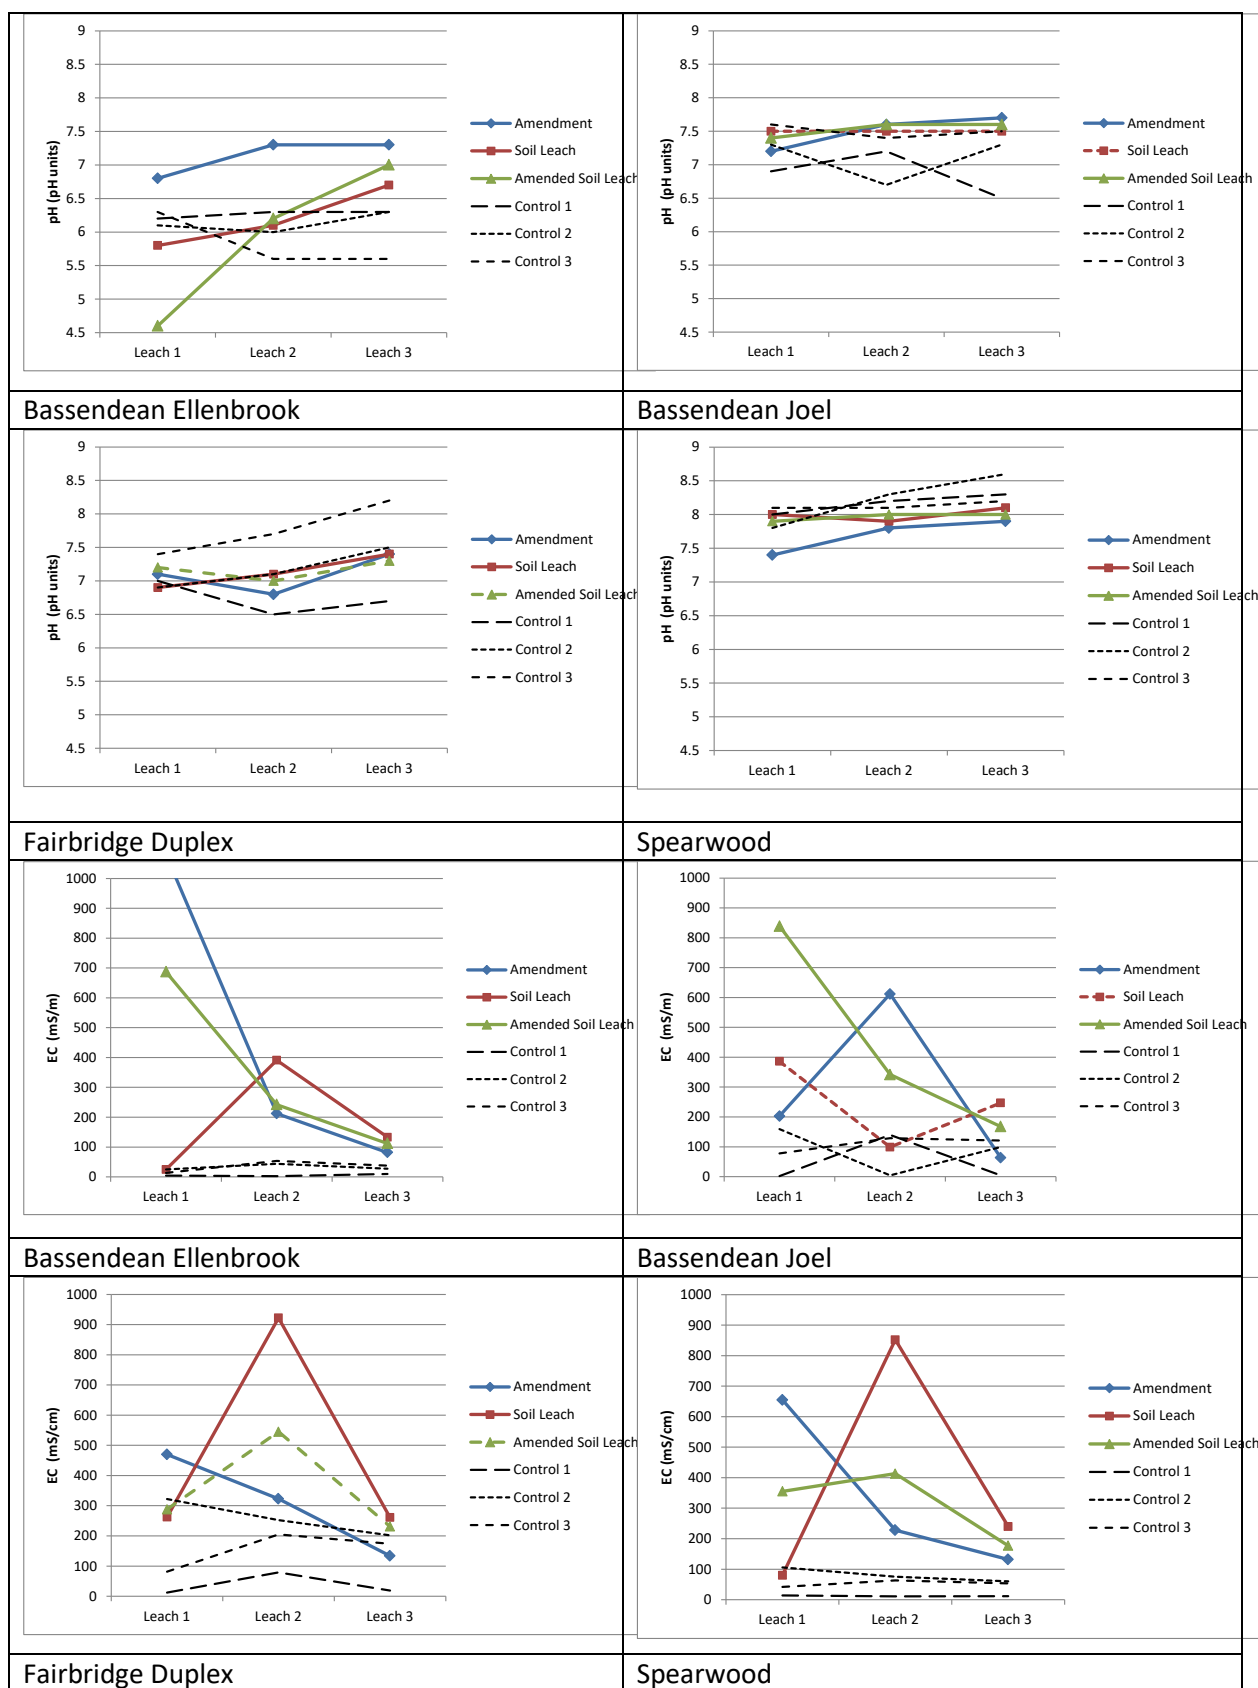 9
8.5
8
7.5
7
6.5
6
5.5
5
4.5
pH (pH units)
Leach 1
Leach 2
Leach 3
Amendment
Soil Leach
Amended Soil Leach
Control 1
Control 2
Control 3
9
8.5
8
7.5
7
6.5
6
5.5
5
4.5
pH (pH units)
Leach 1
Leach 2
Leach 3
Amendment
Soil Leach
Amended Soil Leach
Control 1
Control 2
Control 3
Bassendean Ellenbrook
Bassendean Joel
9
8.5
8
7.5
7
6.5
6
5.5
5
4.5
pH (pH units)
Leach 1
Leach 2
Leach 3
Amendment
Soil Leach
Amended Soil Leach
Control 1
Control 2
Control 3
9
8.5
8
7.5
7
6.5
6
5.5
5
4.5
pH (pH units)
Leach 1
Leach 2
Leach 3
Amendment
Soil Leach
Amended Soil Leach
Control 1
Control 2
Control 3
Fairbridge Duplex
Spearwood
1000
900
800
700
600
500
400
300
200
100
0
EC (mS/m)
Leach 1
Leach 2
Leach 3
Amendment
Soil Leach
Amended Soil Leach
Control 1
Control 2
Control 3
1000
900
800
700
600
500
400
300
200
100
0
EC (mS/m)
Leach 1
Leach 2
Leach 3
Amendment
Soil Leach
Amended Soil Leach
Control 1
Control 2
Control 3
Bassendean Ellenbrook
Bassendean Joel
1000
900
800
700
600
500
400
300
200
100
0
EC (mS/cm)
Leach 1
Leach 2
Leach 3
Amendment
Soil Leach
Amended Soil Leach
Control 1
Control 2
Control 3
1000
900
800
700
600
500
400
300
200
100
0
EC (mS/cm)
Leach 1
Leach 2
Leach 3
Amendment
Soil Leach
Amended Soil Leach
Control 1
Control 2
Control 3
Fairbridge Duplex
Spearwood